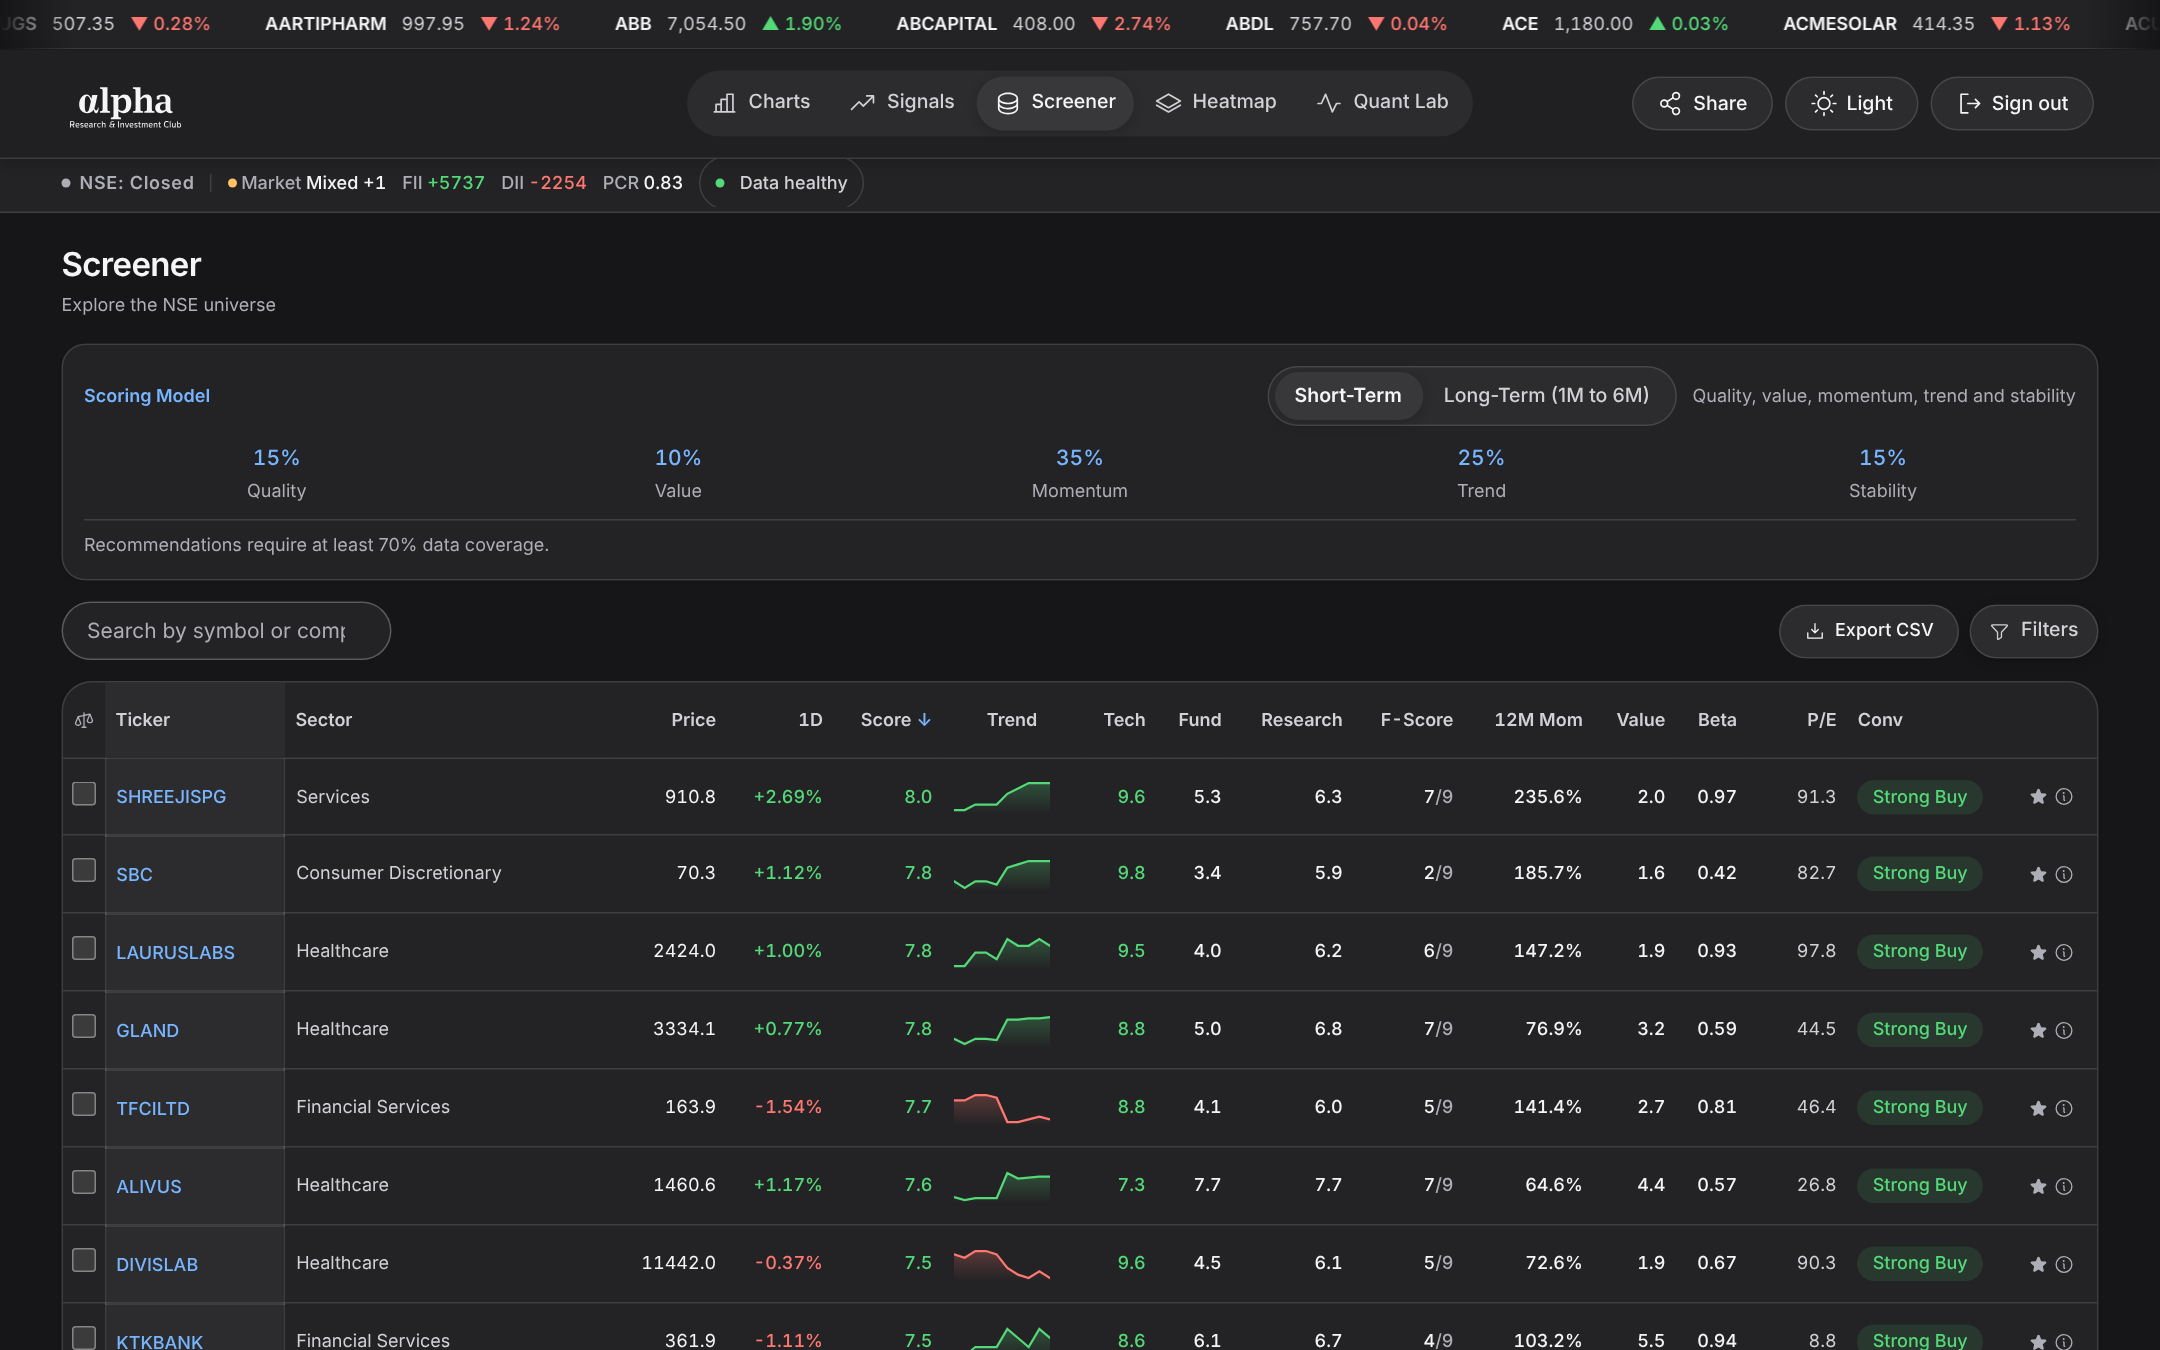 507.35 ▼ 0.28% AARTIPHARM 997.95 ▼ 1.24% ABB 7,054.50 ▲ 1.90% ABCAPITAL 408.00 ▼ 2.74% ABDL 757.70 ▼ 0.04% ACE 1,180.00 ▲ 0.03% ACMESOLAR 414.35 ▼ 1.13%
αlpha
Research & Investment Club
Charts Signals Screener Heatmap Quant Lab
Share Light Sign out
NSE: Closed Market Mixed +1 FII +5737 DII -2254 PCR 0.83 Data healthy
Screener
Explore the NSE universe
Scoring Model Short-Term Long-Term (1M to 6M) Quality, value, momentum, trend and stability
15% 10% 35% 25% 15%
Quality Value Momentum Trend Stability
Recommendations require at least 70% data coverage.
Search by symbol or com Export CSV Filters
Ticker Sector Price 1D Score ↓ Trend Tech Fund Research F-Score 12M Mom Value Beta P/E Conv
SHREEJISPG Services 910.8 +2.69% 8.0 9.6 5.3 6.3 7/9 235.6% 2.0 0.97 91.3 Strong Buy
SBC Consumer Discretionary 70.3 +1.12% 7.8 9.8 3.4 5.9 2/9 185.7% 1.6 0.42 82.7 Strong Buy
LAURUSLABS Healthcare 2424.0 +1.00% 7.8 9.5 4.0 6.2 6/9 147.2% 1.9 0.93 97.8 Strong Buy
GLAND Healthcare 3334.1 +0.77% 7.8 8.8 5.0 6.8 7/9 76.9% 3.2 0.59 44.5 Strong Buy
TFCILTD Financial Services 163.9 -1.54% 7.7 8.8 4.1 6.0 5/9 141.4% 2.7 0.81 46.4 Strong Buy
ALIVUS Healthcare 1460.6 +1.17% 7.6 7.3 7.7 7.7 7/9 64.6% 4.4 0.57 26.8 Strong Buy
DIVISLAB Healthcare 11442.0 -0.37% 7.5 9.6 4.5 6.1 5/9 72.6% 1.9 0.67 90.3 Strong Buy
KTKBANK Financial Services 361.9 -1.11% 7.5 8.6 6.1 6.7 4/9 103.2% 5.5 0.94 8.8 Strong Buy